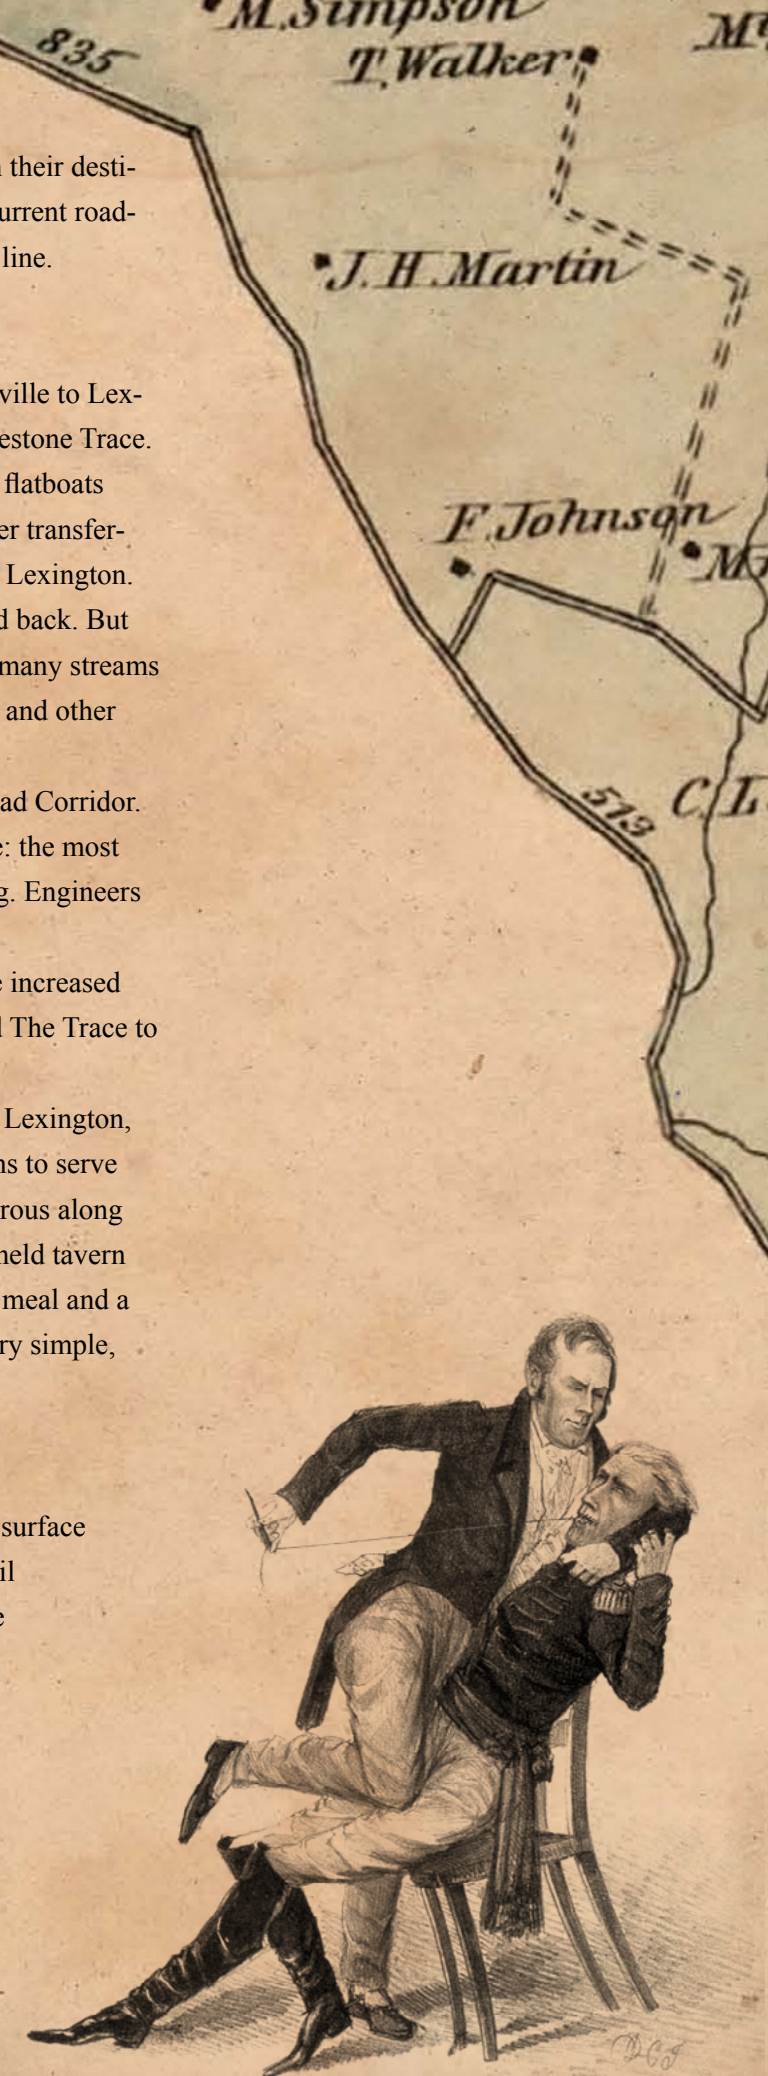 M. Simpson
T. Walker
835
J. H. Martin
F. Johnson
513
n their desti-
urrent road-
line.
ville to Lex-
estone Trace.
flatboats
er transfer-
Lexington.
d back. But
many streams
and other
ad Corridor.
e: the most
g. Engineers
e increased
l The Trace to
Lexington,
ns to serve
rous along
held tavern
meal and a
ry simple,
surface
il
e
DCJ